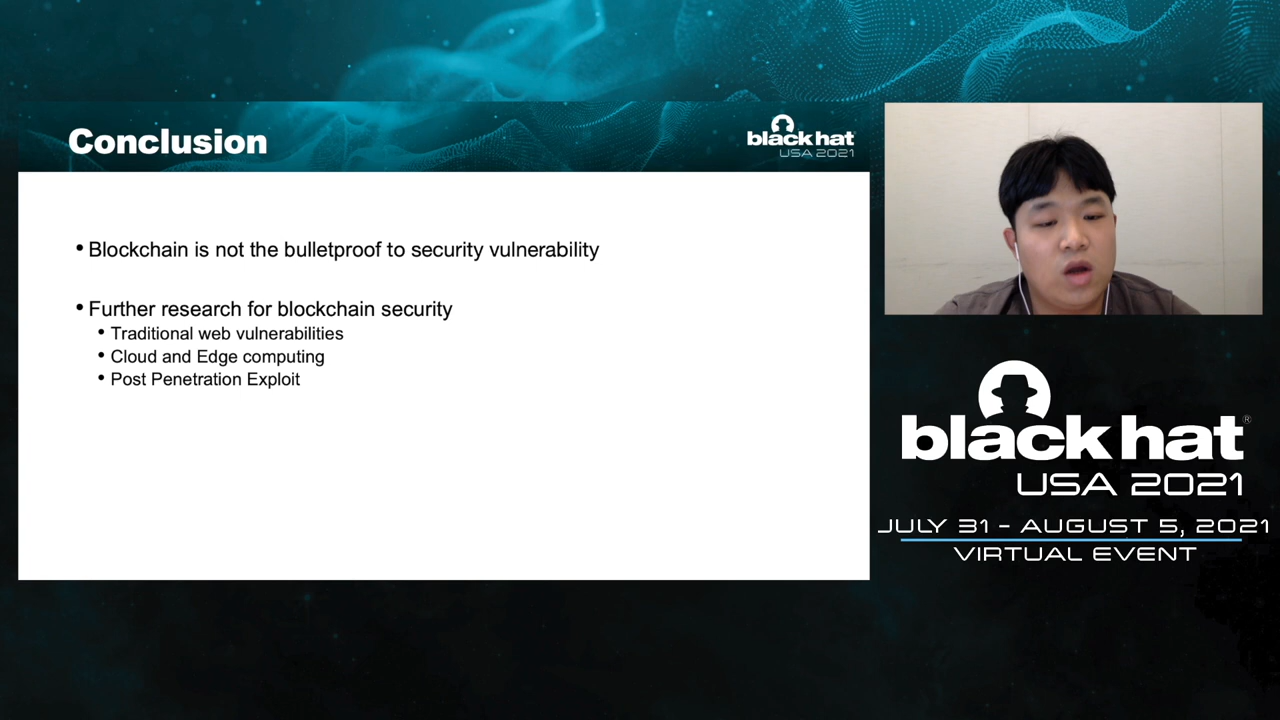 Conclusion
black hat
USA 2021
• Blockchain is not the bulletproof to security vulnerability
• Further research for blockchain security
• Traditional web vulnerabilities
• Cloud and Edge computing
• Post Penetration Exploit
black hat®
USA 2021
JULY 31 - AUGUST 5, 2021
VIRTUAL EVENT